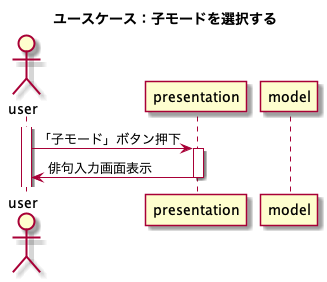 ユースケース：子モードを選択する
user
presentation
model
「子モード」ボタン押下
俳句入力画面表示
user
presentation
model